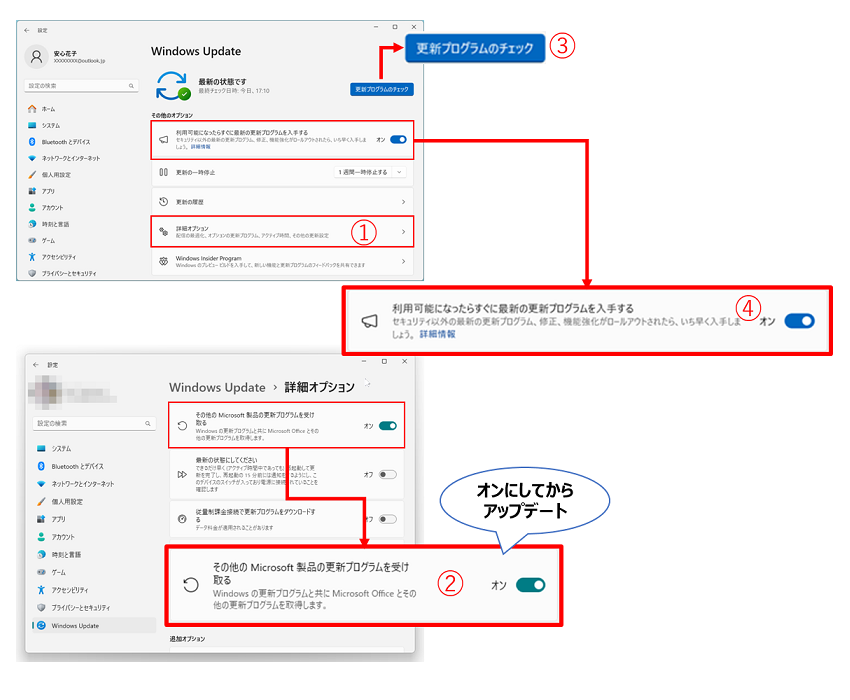 設定
安心花子
XXXXXXXX@outlook.jp
設定の検索
ホーム
システム
Bluetooth とデバイス
ネットワークとインターネット
個人用設定
アプリ
アカウント
時刻と言語
ゲーム
アクセシビリティ
プライバシーとセキュリティ
Windows Update
最新の状態です
最終チェック日時: 今日、17:10
更新プログラムのチェック
その他のオプション
利用可能になったらすぐに最新の更新プログラムを入手する
セキュリティ以外の最新の更新プログラム、修正、機能強化がロールアウトされたら、いち早く入手しま
しょう。 詳細情報
オン
更新の一時停止
1 週間一時停止する
更新の履歴
詳細オプション
配信の最適化、オプションの更新プログラム、アクティブ時間、その他の更新設定
①
Windows Insider Program
Windows のプレビュー ビルドを入手して、新しい機能と更新プログラムのフィードバックを共有できます
更新プログラムのチェック
③
利用可能になったらすぐに最新の更新プログラムを入手する
セキュリティ以外の最新の更新プログラム、修正、機能強化がロールアウトされたら、いち早く入手しま
しょう。 詳細情報
④
オン
設定
設定の検索
システム
Bluetooth とデバイス
ネットワークとインターネット
個人用設定
アプリ
アカウント
時刻と言語
ゲーム
アクセシビリティ
プライバシーとセキュリティ
Windows Update
Windows Update › 詳細オプション
その他の Microsoft 製品の更新プログラムを受け
取る
Windows の更新プログラムと共に Microsoft Office とその
他の更新プログラムを取得します。
オン
最新の状態にしてください
できるだけ早く (アクティブ時間中であっても) 再起動して更
新を完了し、再起動の 15 分前には通知するようにし、こ
のデバイスのスイッチが入っており電源に接続されていることを
確認します
オフ
従量制課金接続で更新プログラムをダウンロードす
る
データ料金が適用されることがあります
オフ
その他の Microsoft 製品の更新プログラムを受け
取る
Windows の更新プログラムと共に Microsoft Office とその
他の更新プログラムを取得します。
②
オン
オンにしてから
アップデート
追加オプション